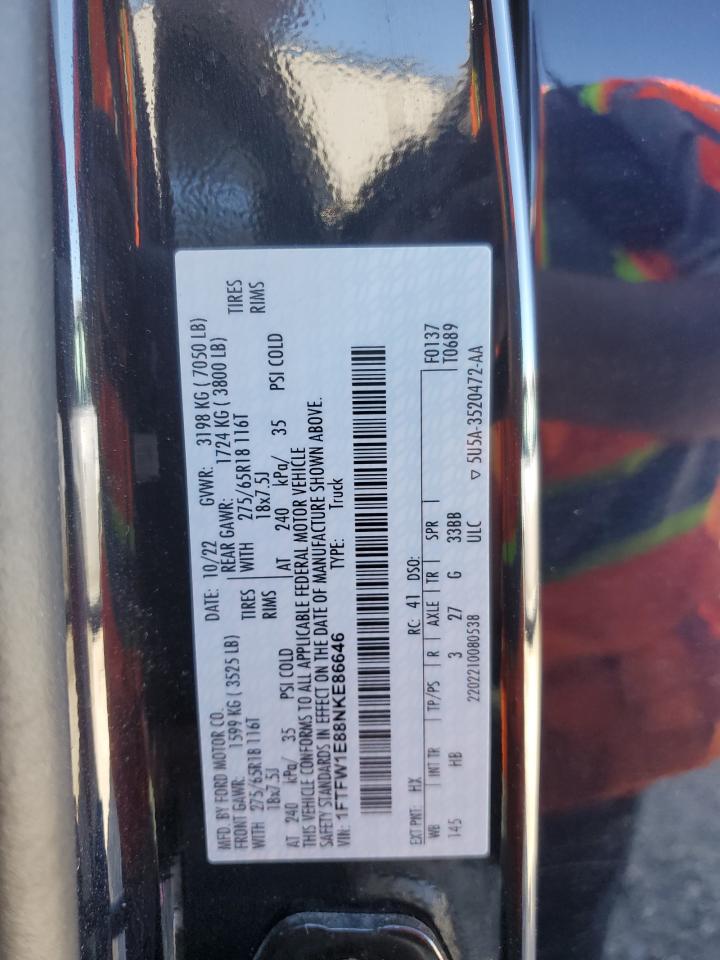 MFD. BY FORD MOTOR CO.
DATE: 10/22 GVWR: 3198 KG ( 7050 LB)
FRONT GAWR: 1599 KG ( 3525 LB) REAR GAWR: 1724 KG ( 3800 LB)
WITH 275/65R18 116T TIRES WITH 275/65R18 116T TIRES
18x7.5J RIMS 18x7.5J RIMS
AT 240 kPa/ 35 PSI COLD AT 240 kPa/ 35 PSI COLD
THIS VEHICLE CONFORMS TO ALL APPLICABLE FEDERAL MOTOR VEHICLE
SAFETY STANDARDS IN EFFECT ON THE DATE OF MANUFACTURE SHOWN ABOVE.
VIN: 1FTFW1E88NKE86646 TYPE: Truck
F0137
EXT PNT: HX RC: 41 DSO: T0689
WB INT TR TP/PS R AXLE TR SPR
145 HB 3 27 G 33BB
2202210080538 ULC ▽ 5U5A-3520472-AA